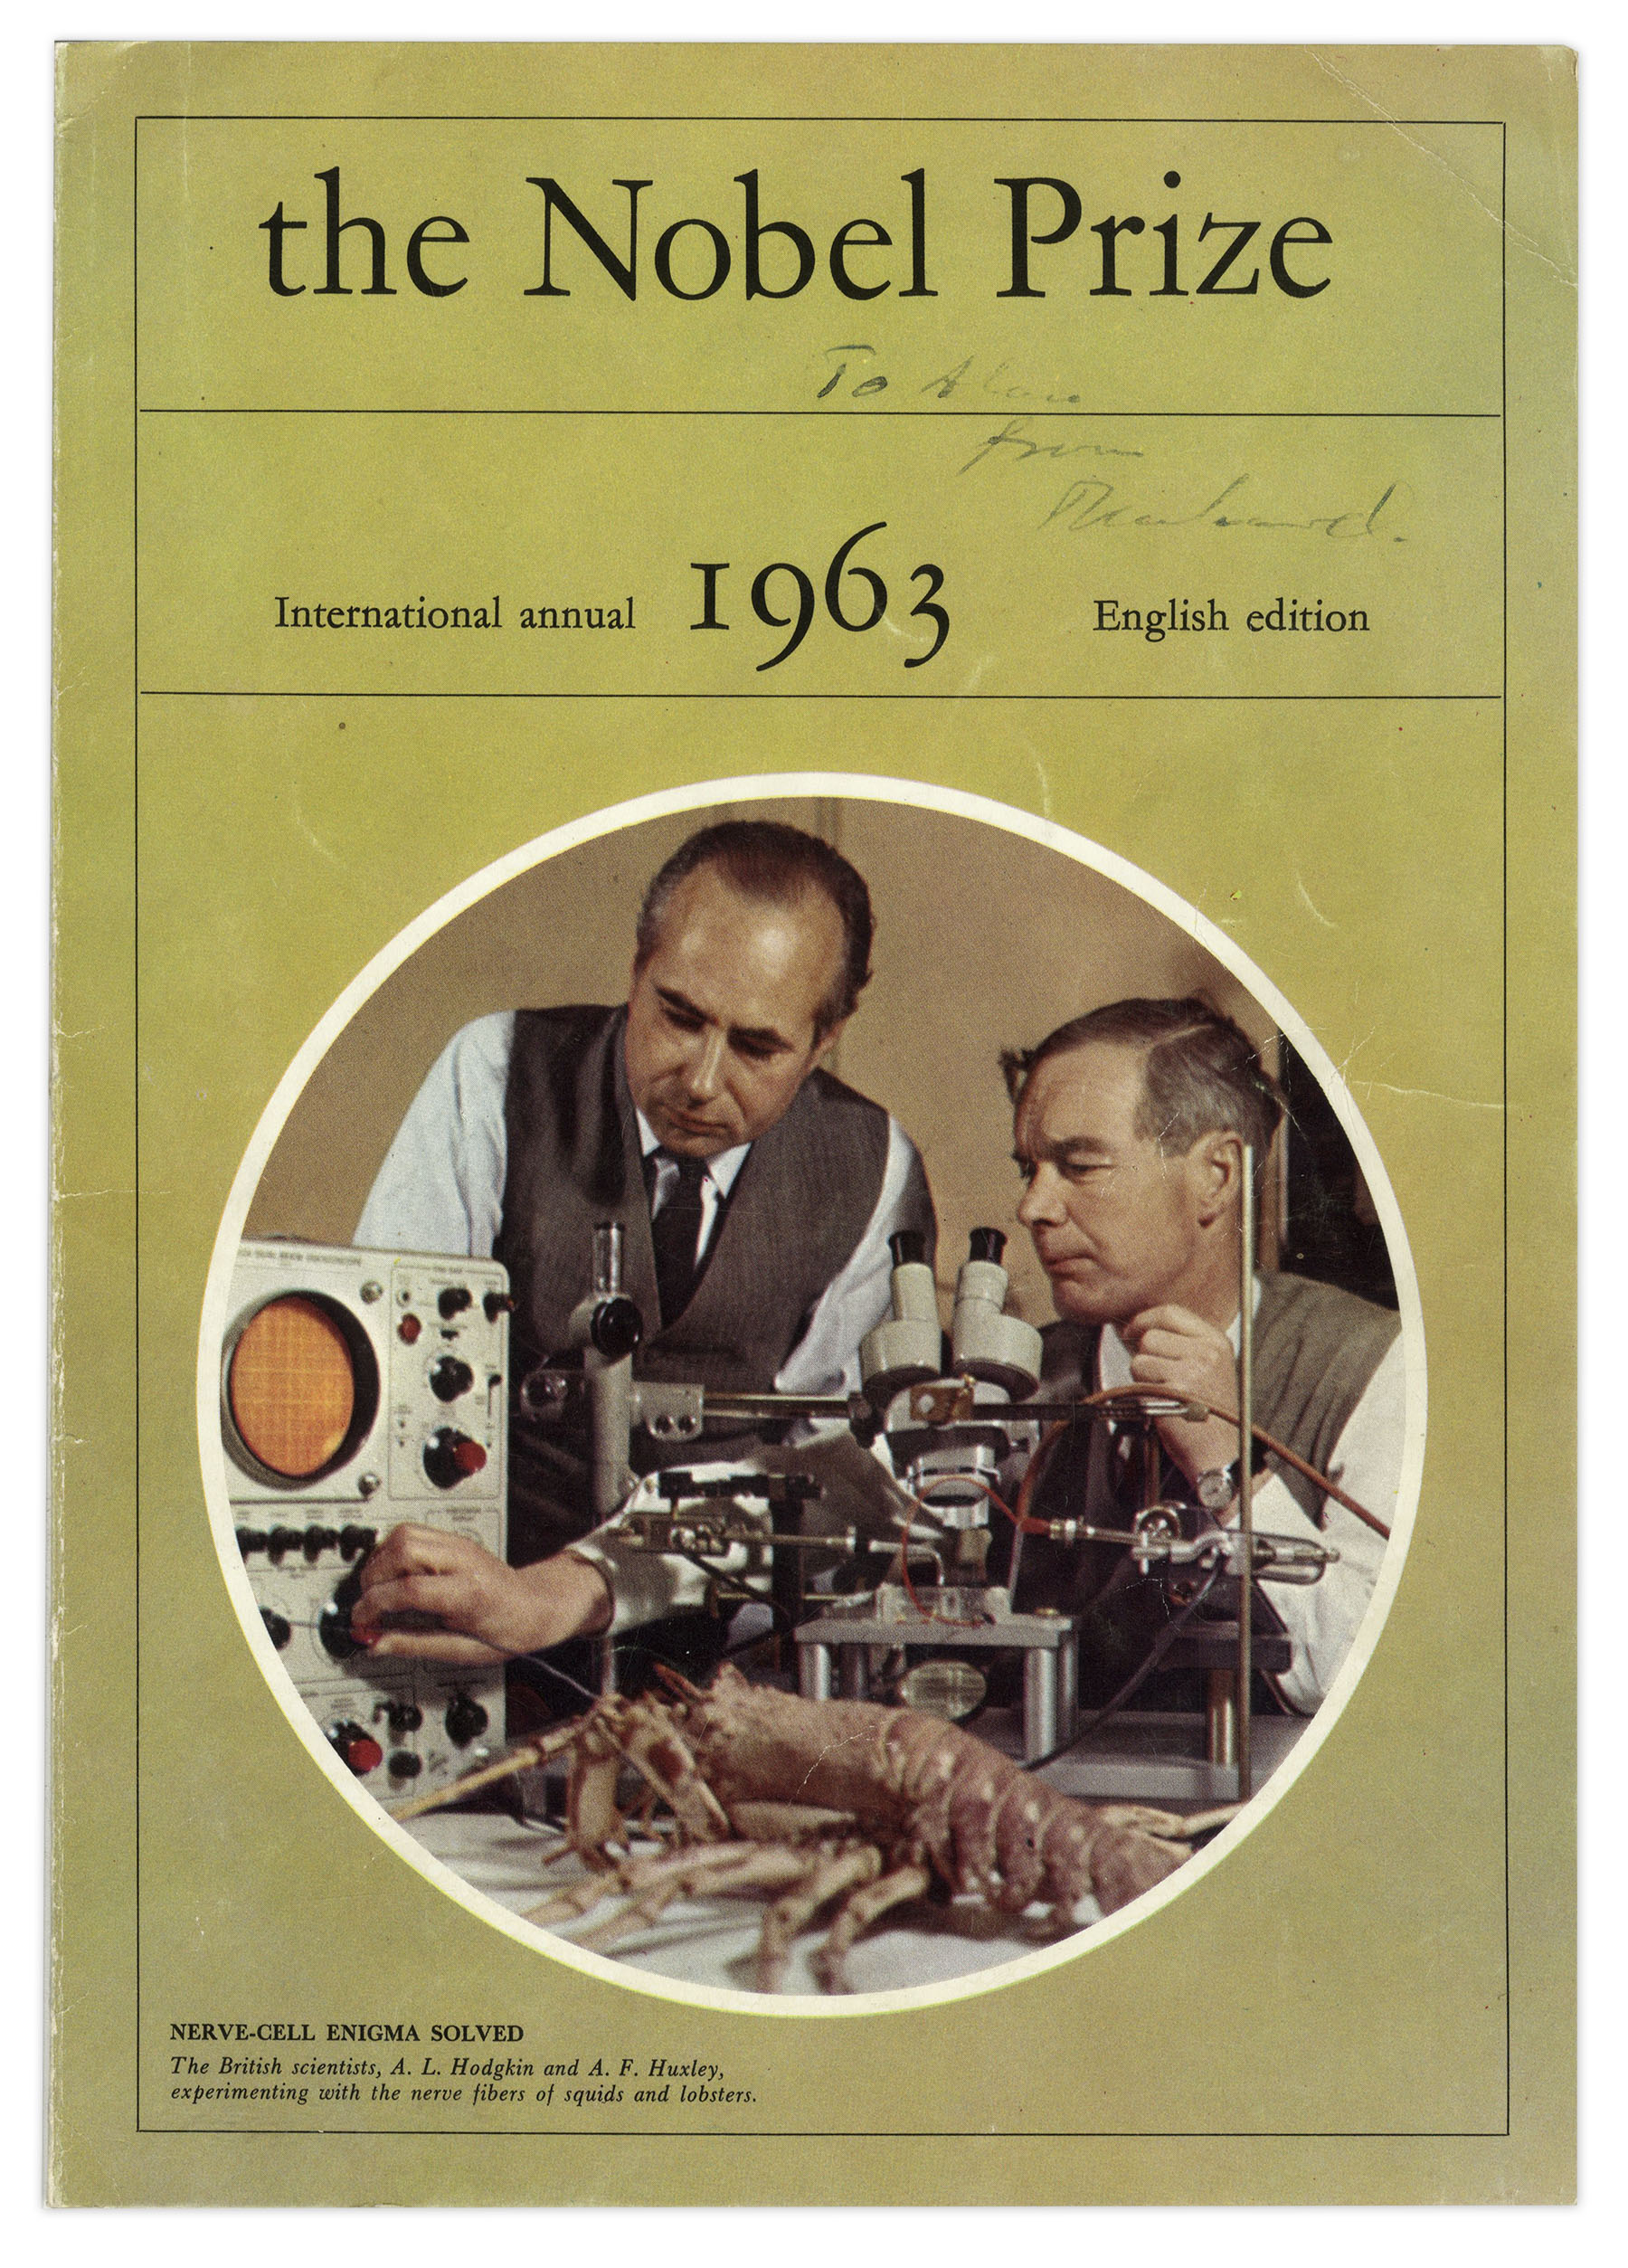 the Nobel Prize
To Alan
from
International annual 1963 English edition
NERVE-CELL ENIGMA SOLVED
The British scientists, A. L. Hodgkin and A. F. Huxley,
experimenting with the nerve fibers of squids and lobsters.